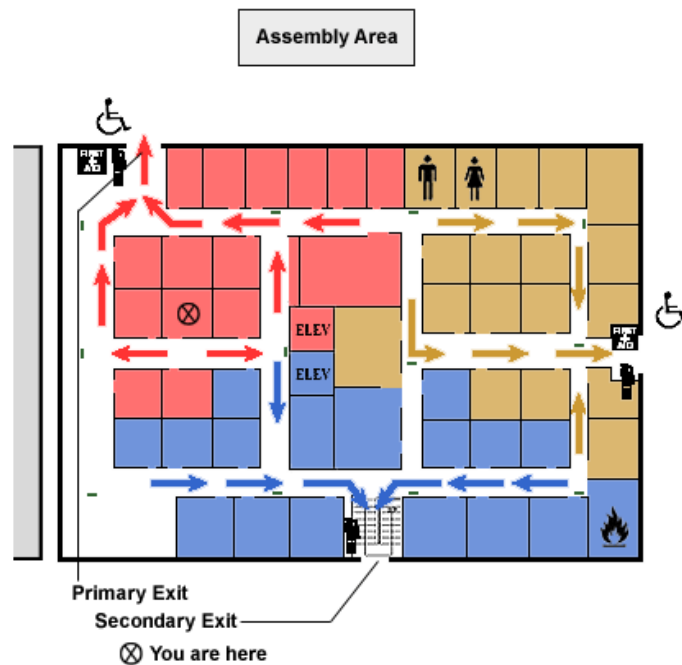 Assembly Area
FIRST
AID
FIRST
AID
ELEV
ELEV
Primary Exit
Secondary Exit
You are here